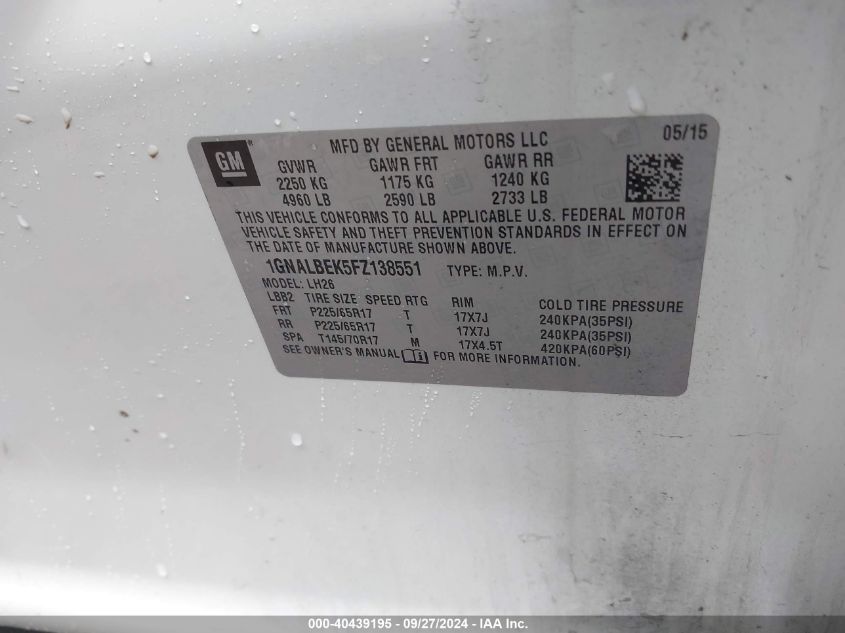 GM ®
MFD BY GENERAL MOTORS LLC 05/15
GVWR GAWR FRT GAWR RR
2250 KG 1175 KG 1240 KG
4960 LB 2590 LB 2733 LB
THIS VEHICLE CONFORMS TO ALL APPLICABLE U.S. FEDERAL MOTOR
VEHICLE SAFETY AND THEFT PREVENTION STANDARDS IN EFFECT ON
THE DATE OF MANUFACTURE SHOWN ABOVE.
1GNALBEK5FZ138551 TYPE: M.P.V.
MODEL: LH26
LBB2 TIRE SIZE SPEED RTG RIM COLD TIRE PRESSURE
FRT P225/65R17 T 17X7J 240KPA(35PSI)
RR P225/65R17 T 17X7J 240KPA(35PSI)
SPA T145/70R17 M 17X4.5T 420KPA(60PSI)
SEE OWNER'S MANUAL FOR MORE INFORMATION.
000-40439195 - 09/27/2024 - IAA Inc.